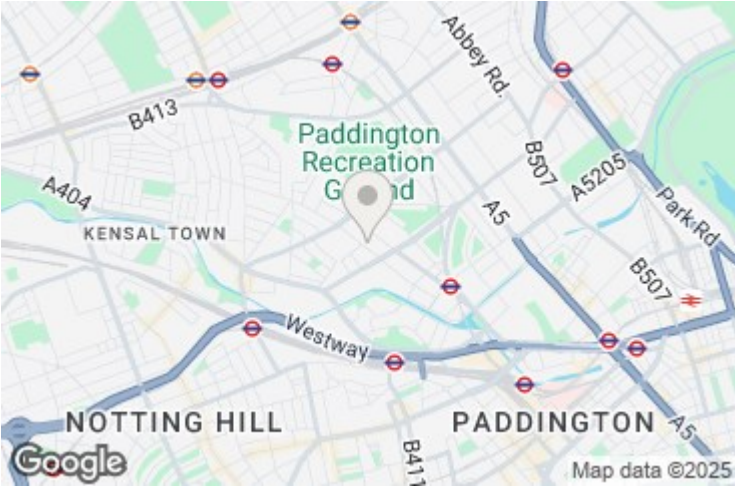 Abbey Rd.
B413
Paddington
Recreation
B507
A5205
A404
A5
Park Rd
KENSAL TOWN
B507
Westway
NOTTING HILL
PADDINGTON
A5
B411
Google
Map data ©2025